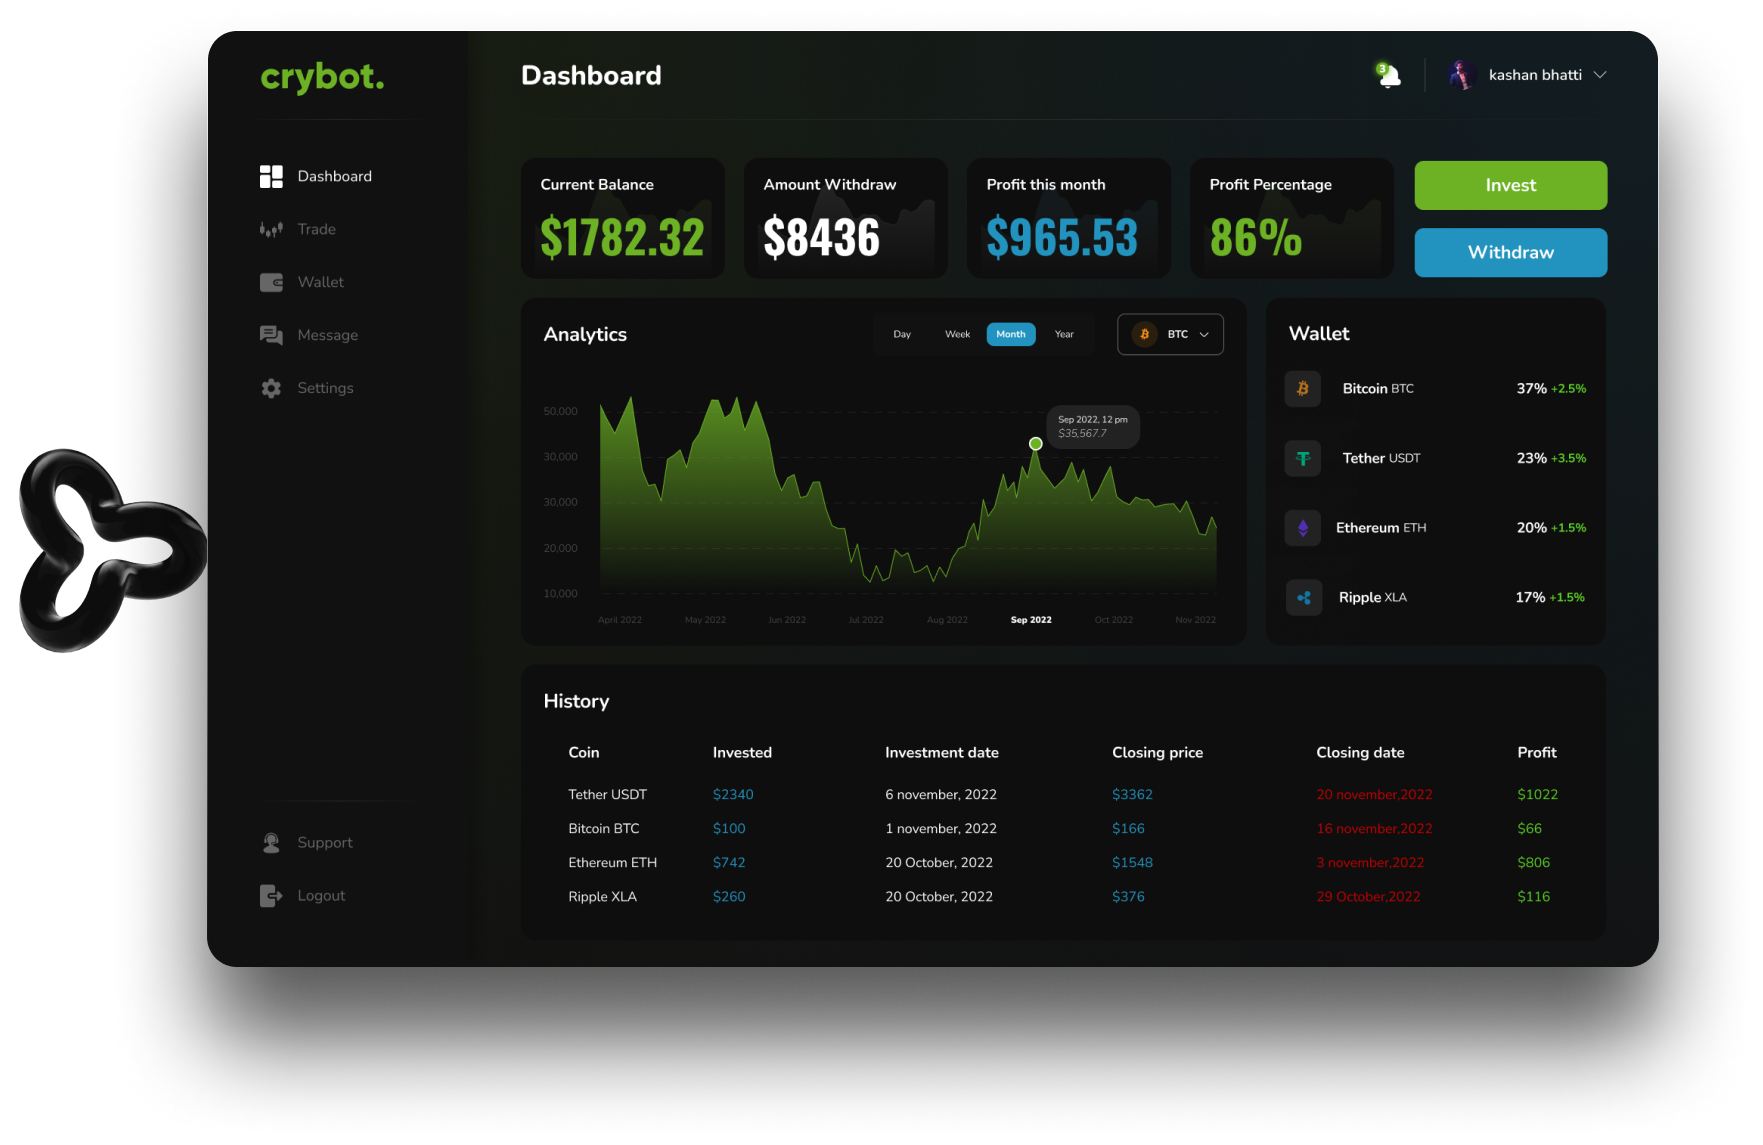 crybot.
Dashboard
3
kashan bhatti
Dashboard
Trade
Wallet
Message
Settings
Support
Logout
Current Balance
$1782.32
Amount Withdraw
$8436
Profit this month
$965.53
Profit Percentage
86%
Invest
Withdraw
Analytics
Day Week Month Year
BTC
50,000
30,000
30,000
20,000
10,000
Sep 2022, 12 pm
$35,567.7
April 2022 May 2022 Jun 2022 Jul 2022 Aug 2022 Sep 2022 Oct 2022 Nov 2022
Wallet
Bitcoin BTC 37% +2.5%
Tether USDT 23% +3.5%
Ethereum ETH 20% +1.5%
Ripple XLA 17% +1.5%
History
Coin Invested Investment date Closing price Closing date Profit
Tether USDT $2340 6 november, 2022 $3362 20 november,2022 $1022
Bitcoin BTC $100 1 november, 2022 $166 16 november,2022 $66
Ethereum ETH $742 20 October, 2022 $1548 3 november,2022 $806
Ripple XLA $260 20 October, 2022 $376 29 October,2022 $116